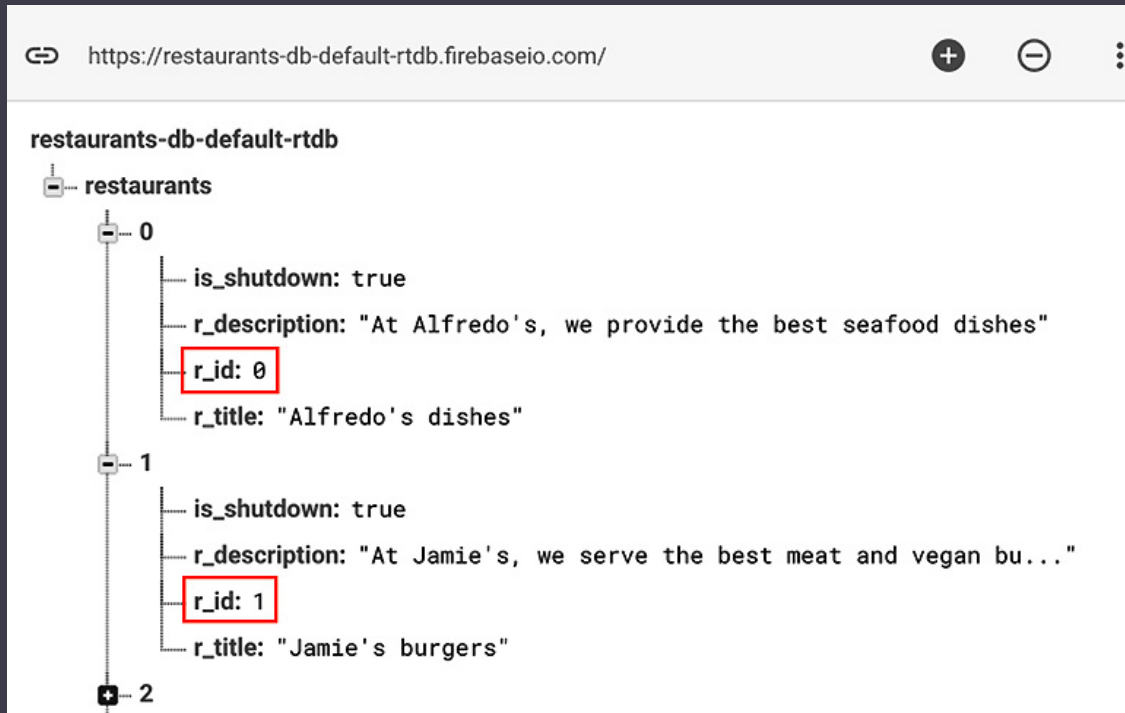 https://restaurants-db-default-rtdb.firebaseio.com/
restaurants-db-default-rtdb
restaurants
0
is_shutdown: true
r_description: "At Alfredo's, we provide the best seafood dishes"
r_id: 0
r_title: "Alfredo's dishes"
1
is_shutdown: true
r_description: "At Jamie's, we serve the best meat and vegan bu..."
r_id: 1
r_title: "Jamie's burgers"
2